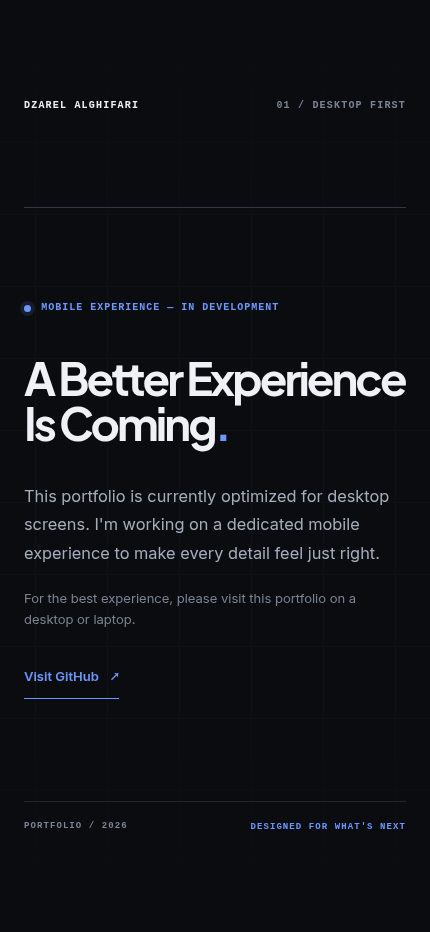 DZAREL ALGHIFARI
01 / DESKTOP FIRST
MOBILE EXPERIENCE — IN DEVELOPMENT
A Better Experience
Is Coming.
This portfolio is currently optimized for desktop
screens. I'm working on a dedicated mobile
experience to make every detail feel just right.
For the best experience, please visit this portfolio on a
desktop or laptop.
Visit GitHub ↗
PORTFOLIO / 2026
DESIGNED FOR WHAT'S NEXT